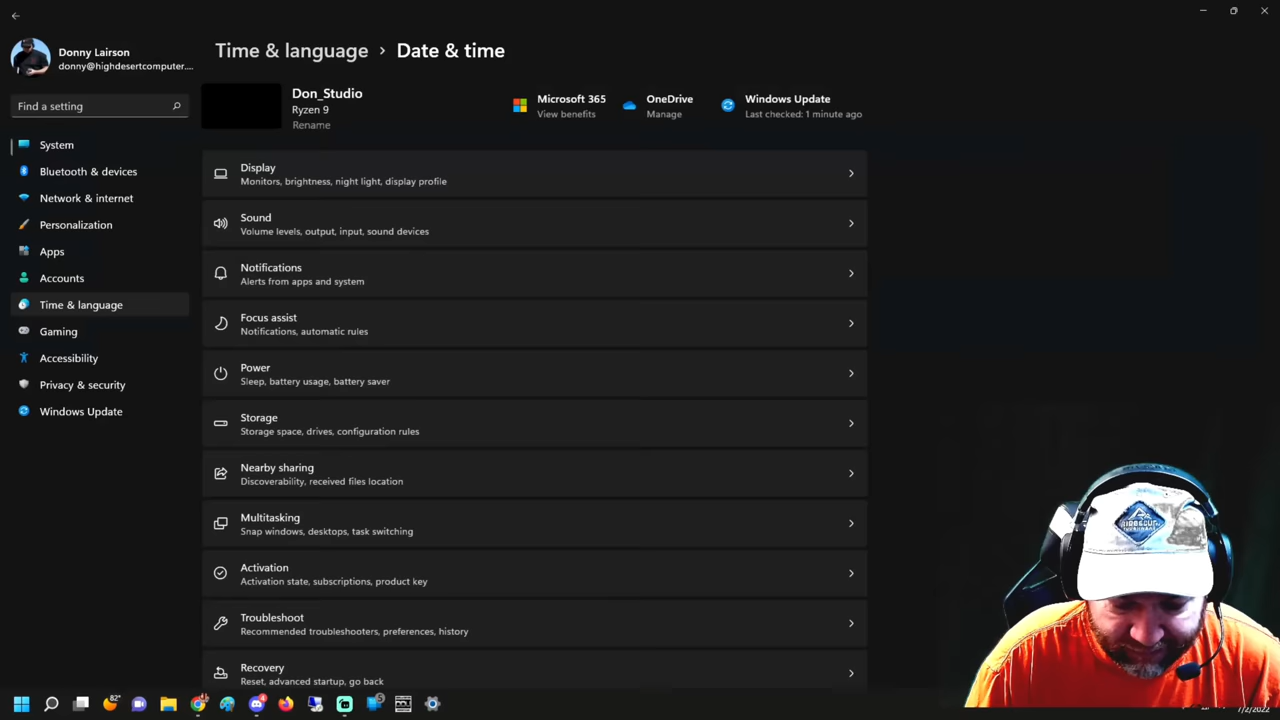 Donny Lairson
donny@highdesertcomputer....
Find a setting
System
Bluetooth & devices
Network & internet
Personalization
Apps
Accounts
Time & language
Gaming
Accessibility
Privacy & security
Windows Update
Time & language › Date & time
Don_Studio
Ryzen 9
Rename
Microsoft 365
View benefits
OneDrive
Manage
Windows Update
Last checked: 1 minute ago
Display
Monitors, brightness, night light, display profile
Sound
Volume levels, output, input, sound devices
Notifications
Alerts from apps and system
Focus assist
Notifications, automatic rules
Power
Sleep, battery usage, battery saver
Storage
Storage space, drives, configuration rules
Nearby sharing
Discoverability, received files location
Multitasking
Snap windows, desktops, task switching
Activation
Activation state, subscriptions, product key
Troubleshoot
Recommended troubleshooters, preferences, history
Recovery
Reset, advanced startup, go back
82°
7/2/2022